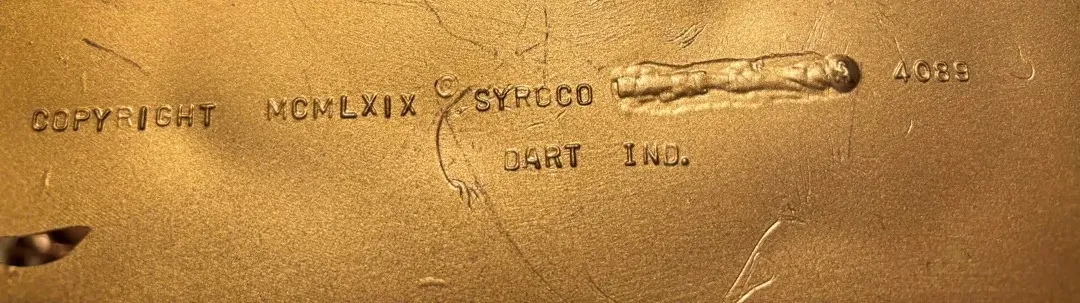 COPYRIGHT MCMLXIX © SYROCO 4089
DART IND.